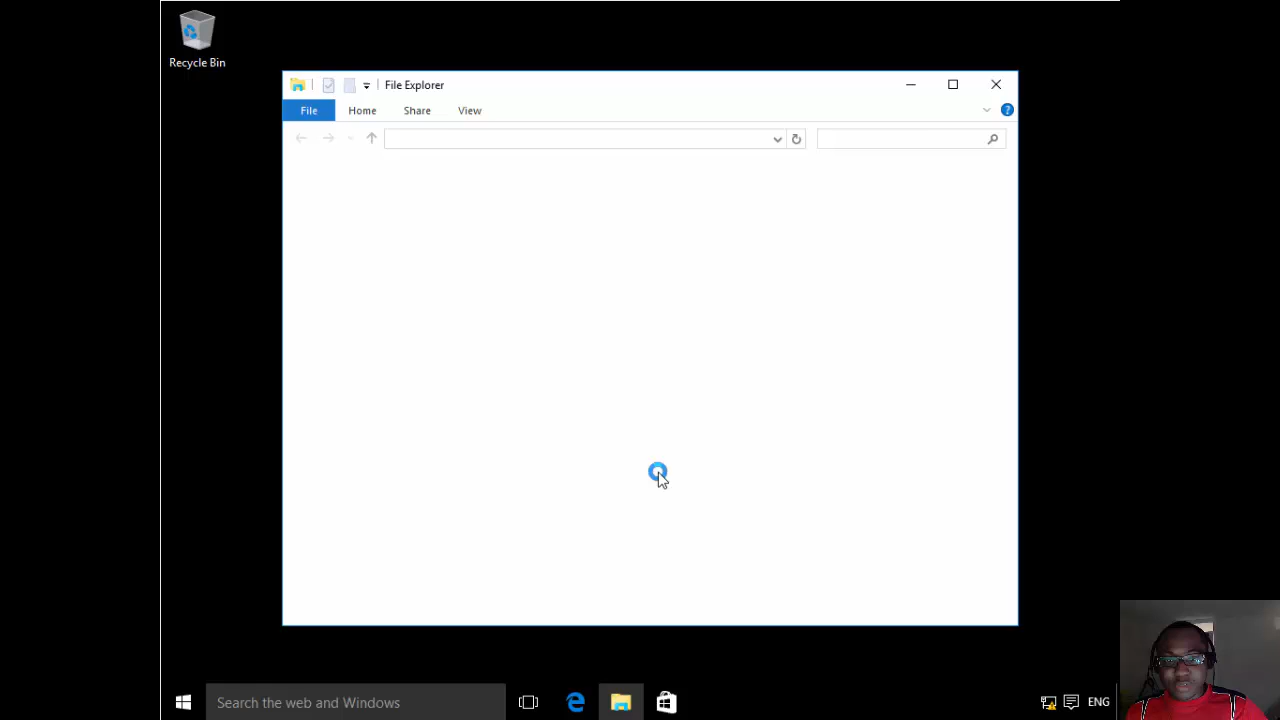 Recycle Bin
File Explorer
File Home Share View
Search the web and Windows
ENG